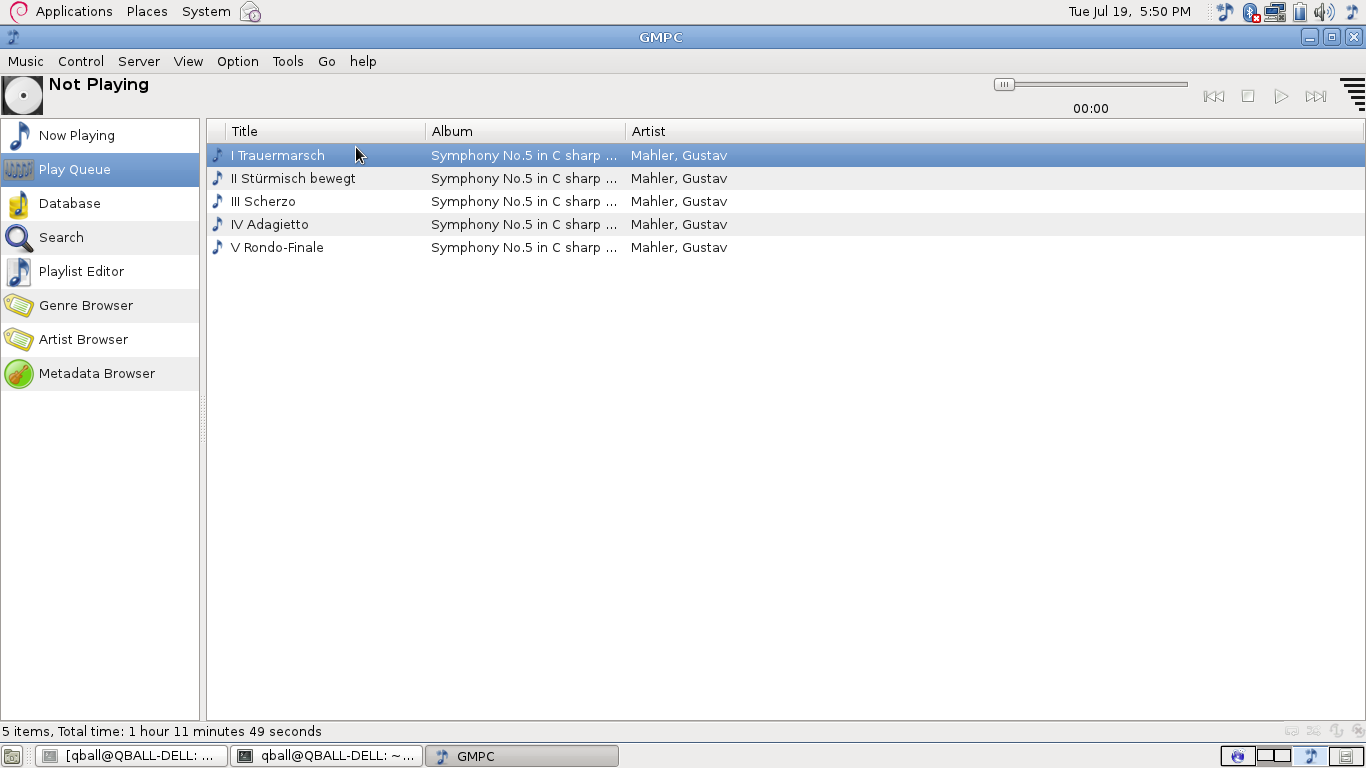 Applications Places System Tue Jul 19, 5:50 PM
GMPC
Music Control Server View Option Tools Go help
Not Playing
00:00
Now Playing
Play Queue
Database
Search
Playlist Editor
Genre Browser
Artist Browser
Metadata Browser
Title Album Artist
I Trauermarsch Symphony No.5 in C sharp ... Mahler, Gustav
II Stürmisch bewegt Symphony No.5 in C sharp ... Mahler, Gustav
III Scherzo Symphony No.5 in C sharp ... Mahler, Gustav
IV Adagietto Symphony No.5 in C sharp ... Mahler, Gustav
V Rondo-Finale Symphony No.5 in C sharp ... Mahler, Gustav
5 items, Total time: 1 hour 11 minutes 49 seconds
[qball@QBALL-DELL: ... qball@QBALL-DELL: ~... GMPC